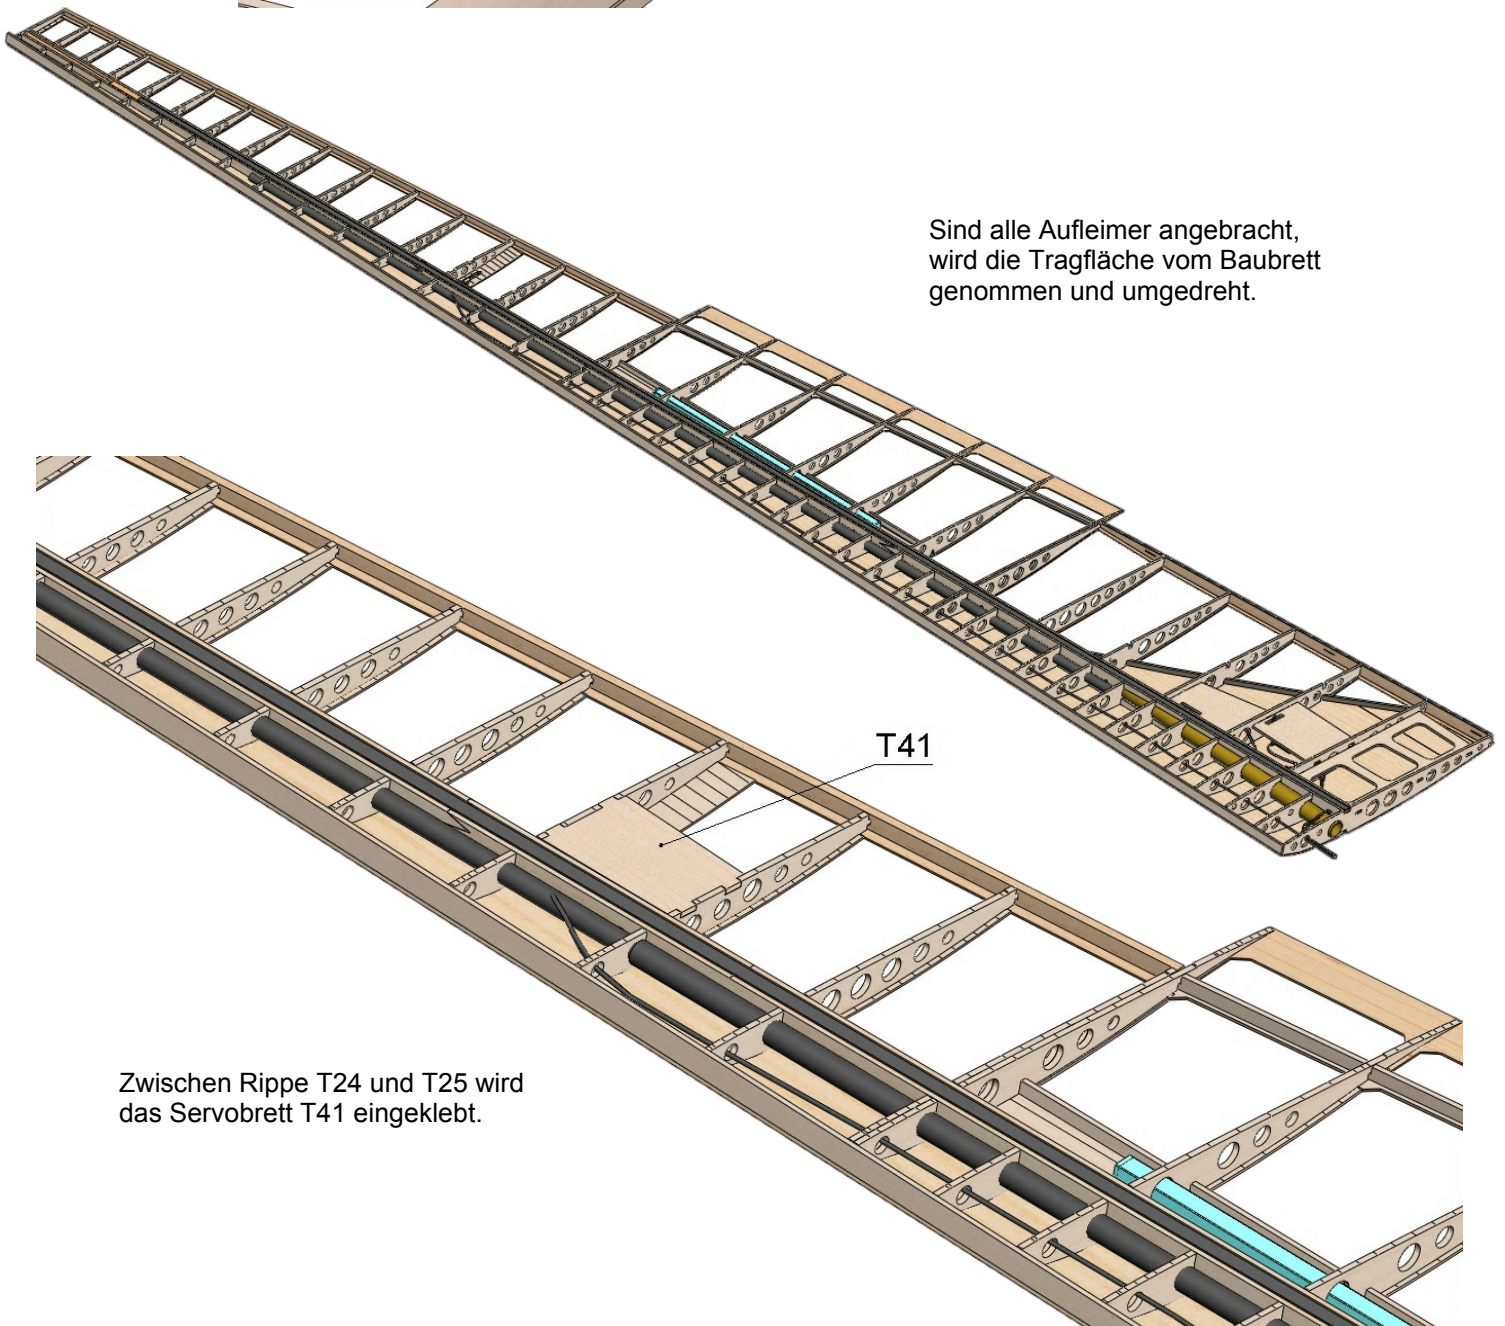 Sind alle Aufleimer angebracht,
wird die Tragfläche vom Baubrett
genommen und umgedreht.
T41
Zwischen Rippe T24 und T25 wird
das Servobrett T41 eingeklebt.